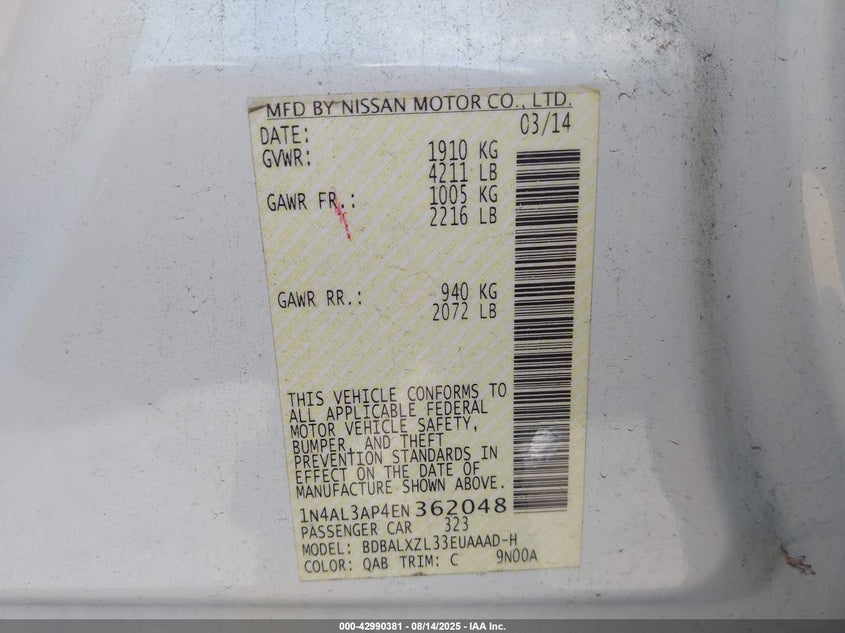 MFD BY NISSAN MOTOR CO., LTD.
DATE: 03/14
GVWR: 1910 KG
4211 LB
GAWR FR.: 1005 KG
2216 LB
GAWR RR.: 940 KG
2072 LB
THIS VEHICLE CONFORMS TO
ALL APPLICABLE FEDERAL
MOTOR VEHICLE SAFETY,
BUMPER, AND THEFT
PREVENTION STANDARDS IN
EFFECT ON THE DATE OF
MANUFACTURE SHOWN ABOVE.
1N4AL3AP4EN362048
PASSENGER CAR 323
MODEL: BDBALXZL33EUAAAD-H
COLOR: QAB TRIM: C 9N00A
000-42990381 - 08/14/2025 - IAA Inc.